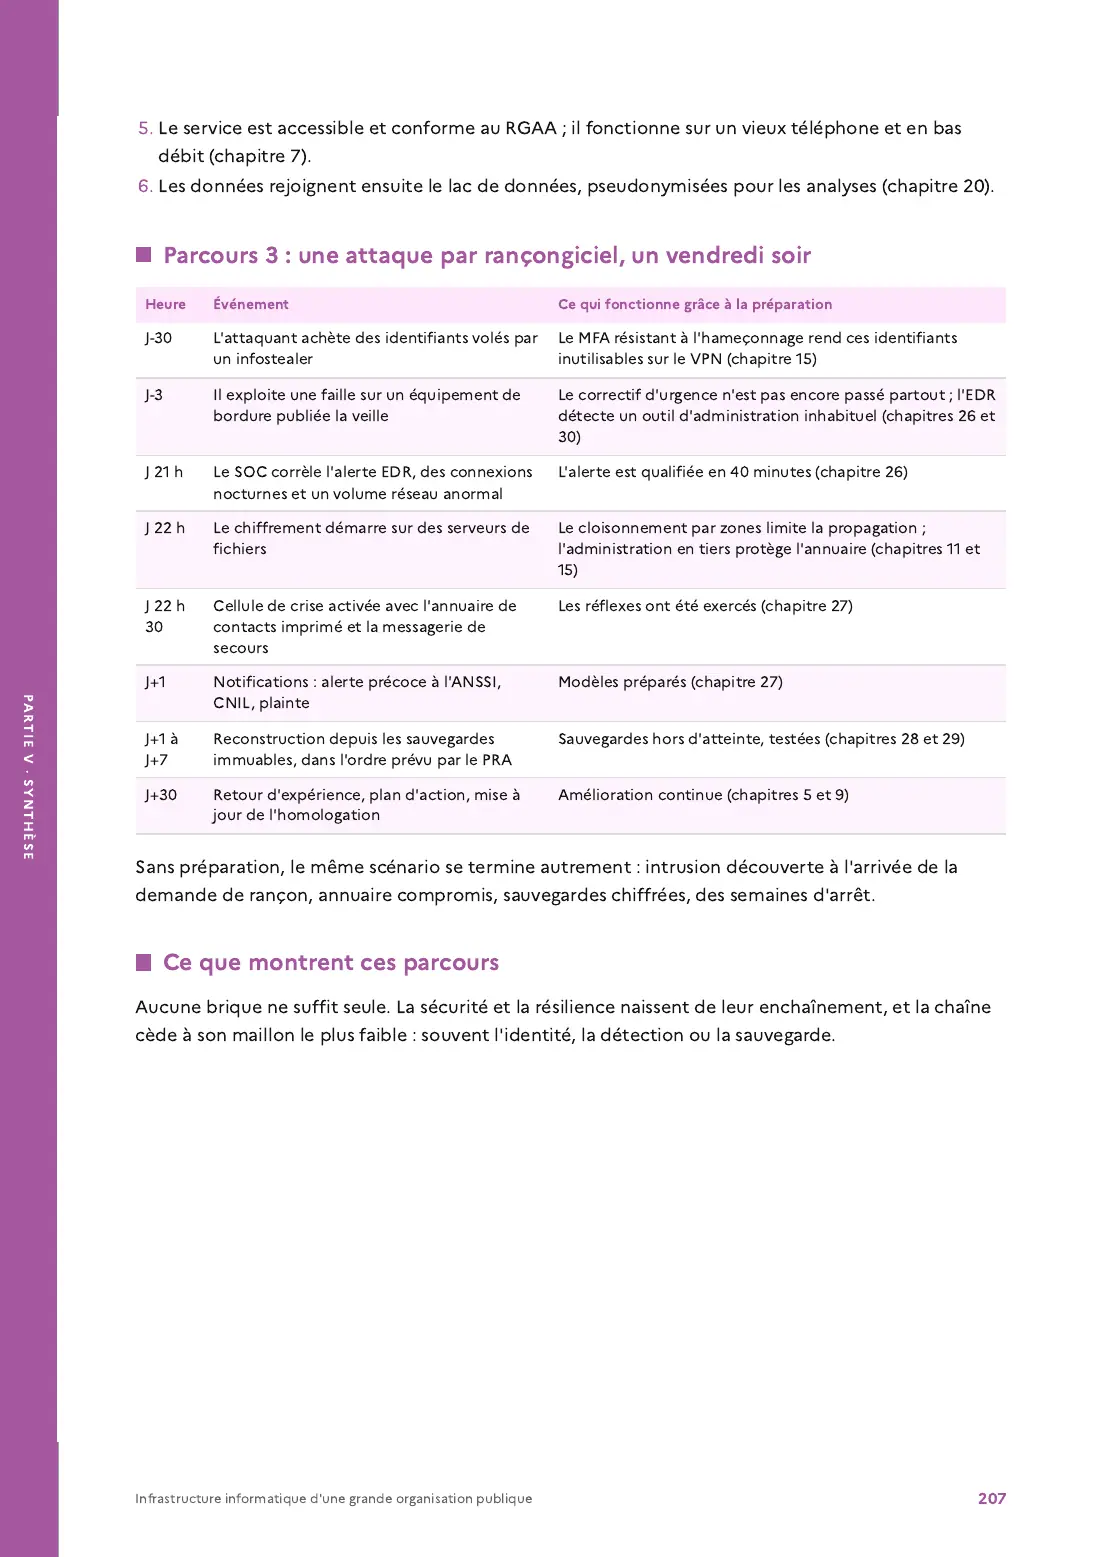 5. Le service est accessible et conforme au RGAA ; il fonctionne sur un vieux téléphone et en bas
débit (chapitre 7).
6. Les données rejoignent ensuite le lac de données, pseudonymisées pour les analyses (chapitre 20).
Parcours 3 : une attaque par rançongiciel, un vendredi soir
Heure Événement Ce qui fonctionne grâce à la préparation
J-30 L'attaquant achète des identifiants volés par Le MFA résistant à l'hameçonnage rend ces identifiants
un infostealer inutilisables sur le VPN (chapitre 15)
J-3 Il exploite une faille sur un équipement de Le correctif d'urgence n'est pas encore passé partout ; l'EDR
bordure publiée la veille détecte un outil d'administration inhabituel (chapitres 26 et
30)
J 21 h Le SOC corrèle l'alerte EDR, des connexions L'alerte est qualifiée en 40 minutes (chapitre 26)
nocturnes et un volume réseau anormal
J 22 h Le chiffrement démarre sur des serveurs de Le cloisonnement par zones limite la propagation ;
fichiers l'administration en tiers protège l'annuaire (chapitres 11 et
15)
J 22 h Cellule de crise activée avec l'annuaire de Les réflexes ont été exercés (chapitre 27)
30 contacts imprimé et la messagerie de
secours
J+1 Notifications : alerte précoce à l'ANSSI, Modèles préparés (chapitre 27)
CNIL, plainte
J+1 à Reconstruction depuis les sauvegardes Sauvegardes hors d'atteinte, testées (chapitres 28 et 29)
J+7 immuables, dans l'ordre prévu par le PRA
J+30 Retour d'expérience, plan d'action, mise à Amélioration continue (chapitres 5 et 9)
jour de l'homologation
Sans préparation, le même scénario se termine autrement : intrusion découverte à l'arrivée de la
demande de rançon, annuaire compromis, sauvegardes chiffrées, des semaines d'arrêt.
Ce que montrent ces parcours
Aucune brique ne suffit seule. La sécurité et la résilience naissent de leur enchaînement, et la chaîne
cède à son maillon le plus faible : souvent l'identité, la détection ou la sauvegarde.
PARTIE V · SYNTHÈSE
Infrastructure informatique d'une grande organisation publique 207